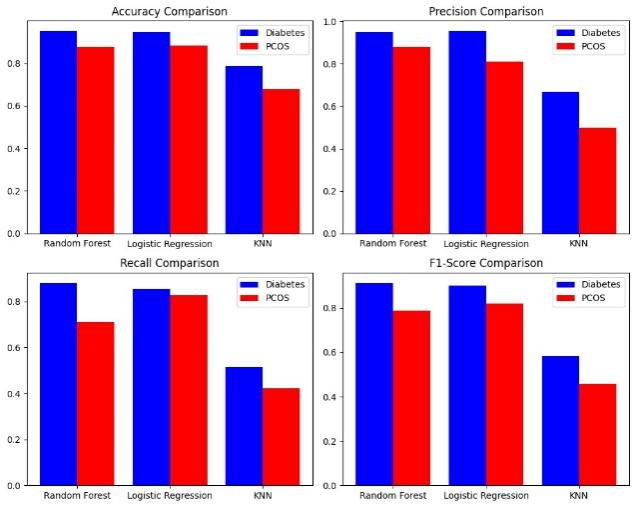 Accuracy Comparison
Diabetes
PCOS
0.8
0.6
0.4
0.2
0.0
Random Forest Logistic Regression KNN
Precision Comparison
Diabetes
PCOS
1.0
0.8
0.6
0.4
0.2
0.0
Random Forest Logistic Regression KNN
Recall Comparison
Diabetes
PCOS
0.8
0.6
0.4
0.2
0.0
Random Forest Logistic Regression KNN
F1-Score Comparison
Diabetes
PCOS
0.8
0.6
0.4
0.2
0.0
Random Forest Logistic Regression KNN